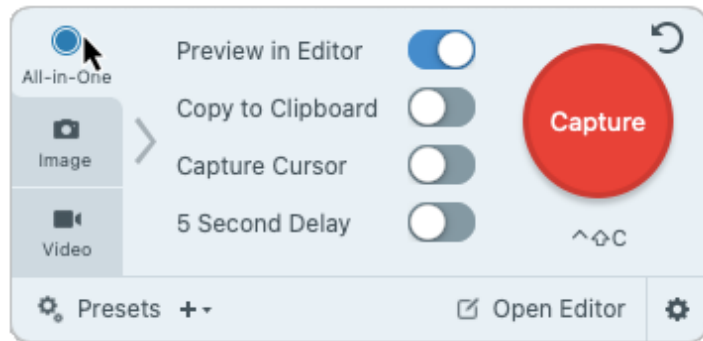 All-in-One
Image
Video
Preview in Editor
Copy to Clipboard
Capture Cursor
5 Second Delay
Capture
^⇧C
Presets +
Open Editor